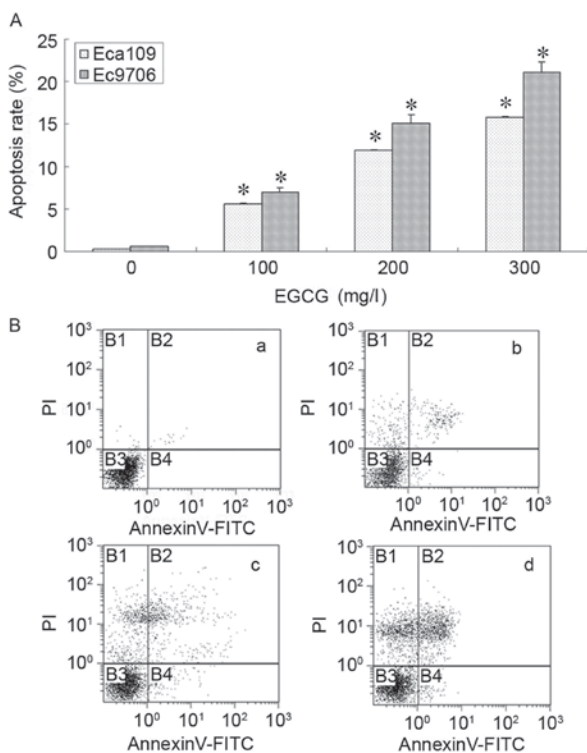 A
Apoptosis rate (%)
25
20
15
10
5
0
Eca109
Ec9706
* *
* *
* *
0 100 200 300
EGCG (mg/l)
B
10³ B1 B2 a
10²
PI
10¹
10⁰
B3 B4
10⁰ 10¹ 10² 10³
AnnexinV-FITC
10³ B1 B2 b
10²
PI
10¹
10⁰
B3 B4
10⁰ 10¹ 10² 10³
AnnexinV-FITC
10³ B1 B2 c
10²
PI
10¹
10⁰
B3 B4
10⁰ 10¹ 10² 10³
AnnexinV-FITC
10³ B1 B2 d
10²
PI
10¹
10⁰
B3 B4
10⁰ 10¹ 10² 10³
AnnexinV-FITC